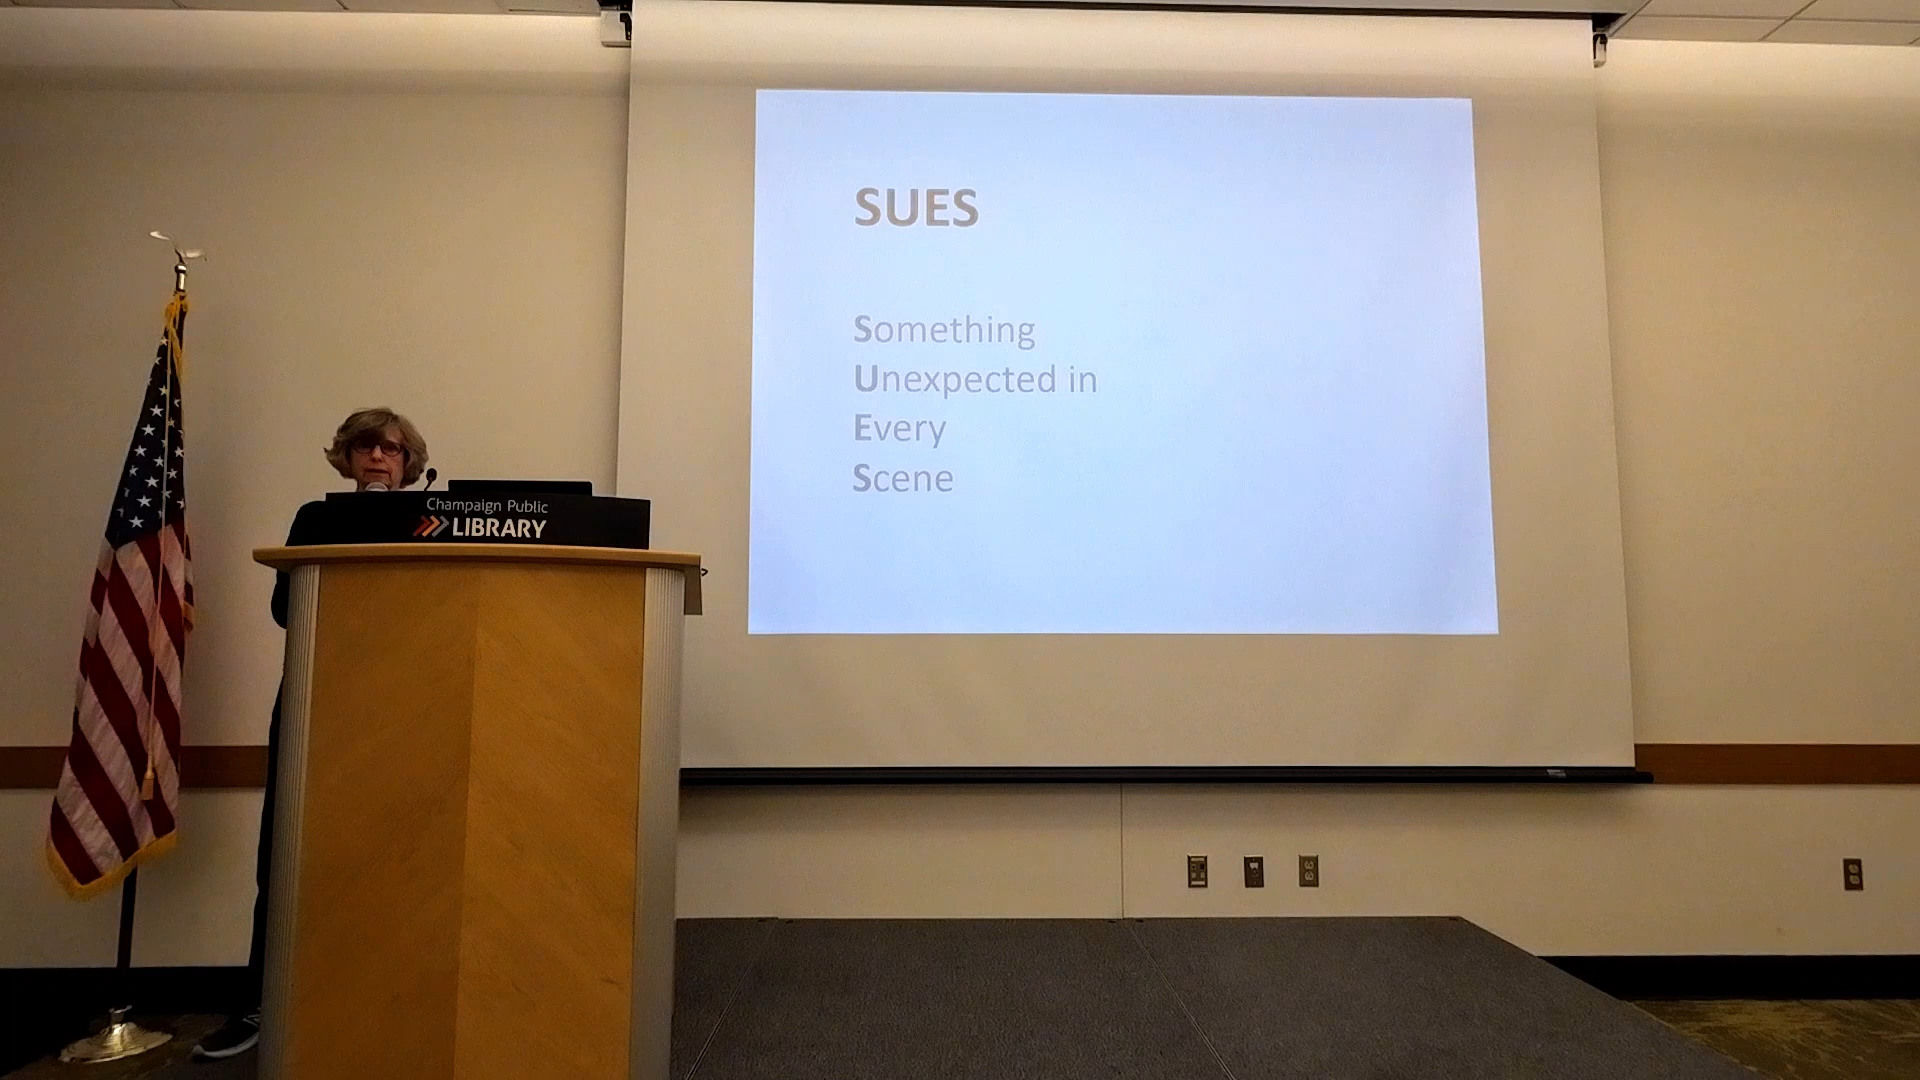 SUES
Something
Unexpected in
Every
Scene
Champaign Public
LIBRARY